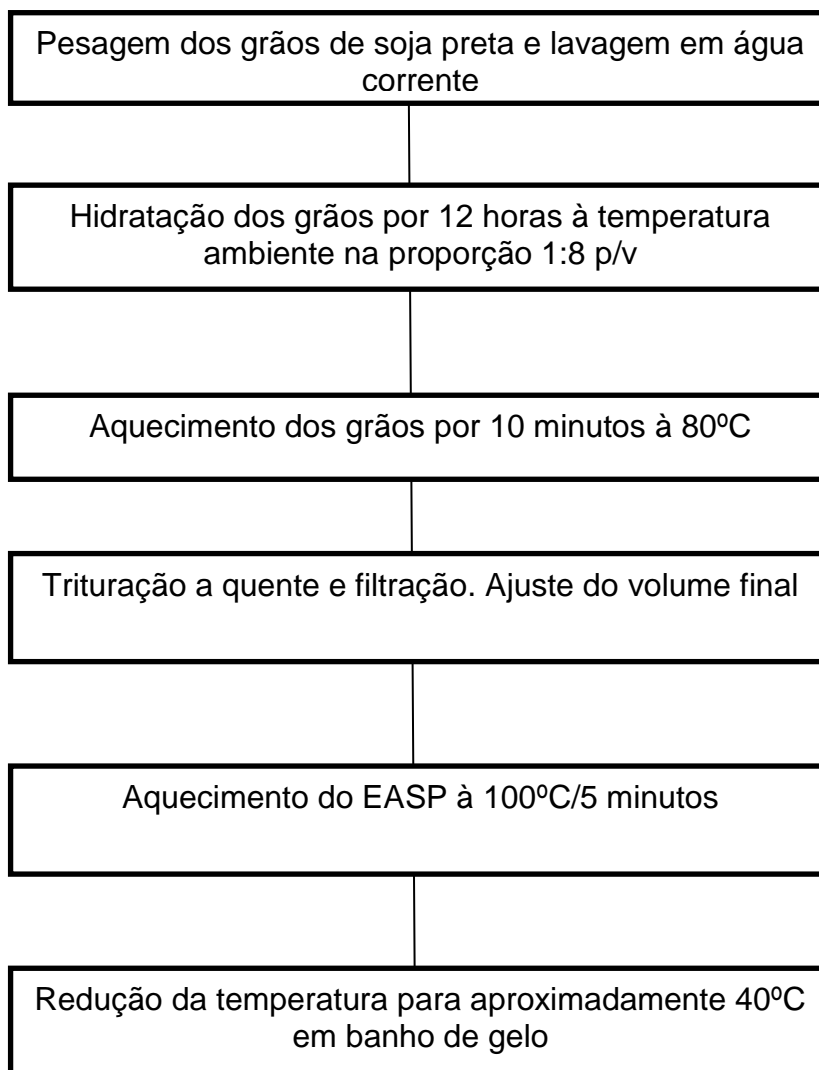 Pesagem dos grãos de soja preta e lavagem em água
corrente
Hidratação dos grãos por 12 horas à temperatura
ambiente na proporção 1:8 p/v
Aquecimento dos grãos por 10 minutos à 80ºC
Trituração a quente e filtração. Ajuste do volume final
Aquecimento do EASP à 100ºC/5 minutos
Redução da temperatura para aproximadamente 40ºC
em banho de gelo